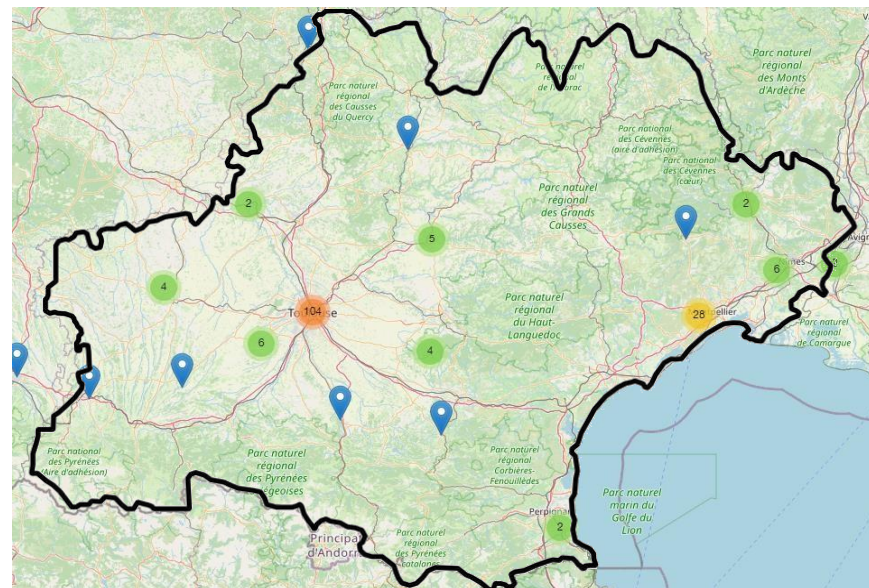 Parc naturel
régional
des Monts
d'Ardèche
Parc naturel
régional
des Causses
du Quercy
Parc national
des Cévennes
(aire d'adhésion)
Parc national
des Cévennes
(cœur)
Parc naturel
régional
des Grands
Causses
2
2
5
6
4
104
28
4
6
Parc naturel
régional
du Haut-
Languedoc
Parc naturel
régional
de Camargue
Parc national
des Pyrénées
(Aire d'adhésion)
Parc naturel
régional
des Pyrénées
Parc naturel
régional
Corbières-
Fenouillèdes
Parc naturel
marin du
Golfe du
Lion
2
Parc naturel
régional
des Pyrénées
catalanes